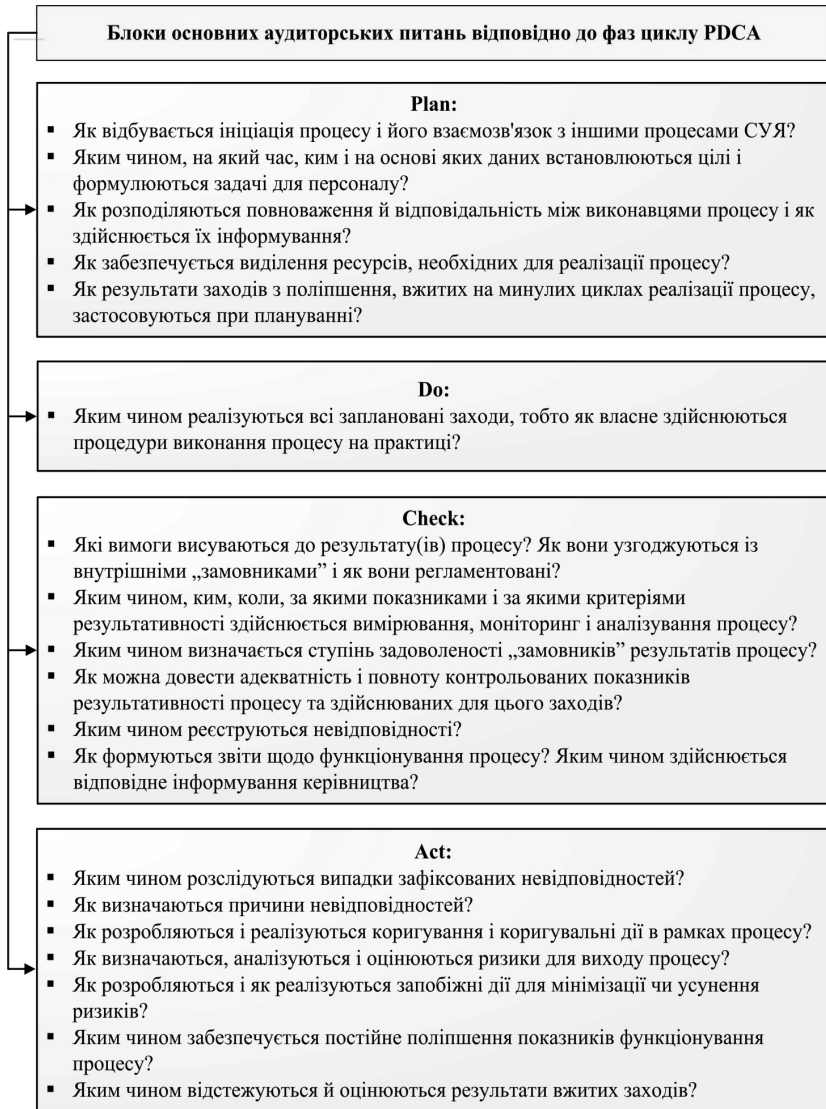 Блоки основних аудиторських питань відповідно до фаз циклу PDCA
Plan:
▪ Як відбувається ініціація процесу і його взаємозв'язок з іншими процесами СУЯ?
▪ Яким чином, на який час, ким і на основі яких даних встановлюються цілі і
формулюються задачі для персоналу?
▪ Як розподіляються повноваження й відповідальність між виконавцями процесу і як
здійснюється їх інформування?
▪ Як забезпечується виділення ресурсів, необхідних для реалізації процесу?
▪ Як результати заходів з поліпшення, вжитих на минулих циклах реалізації процесу,
застосовуються при плануванні?
Do:
▪ Яким чином реалізуються всі заплановані заходи, тобто як власне здійснюються
процедури виконання процесу на практиці?
Check:
▪ Які вимоги висуваються до результату(ів) процесу? Як вони узгоджуються із
внутрішніми „замовниками” і як вони регламентовані?
▪ Яким чином, ким, коли, за якими показниками і за якими критеріями
результативності здійснюється вимірювання, моніторинг і аналізування процесу?
▪ Яким чином визначається ступінь задоволеності „замовників” результатів процесу?
▪ Як можна довести адекватність і повноту контрольованих показників
результативності процесу та здійснюваних для цього заходів?
▪ Яким чином реєструються невідповідності?
▪ Як формуються звіти щодо функціонування процесу? Яким чином здійснюється
відповідне інформування керівництва?
Act:
▪ Яким чином розслідуються випадки зафіксованих невідповідностей?
▪ Як визначаються причини невідповідностей?
▪ Як розробляються і реалізуються коригування і коригувальні дії в рамках процесу?
▪ Як визначаються, аналізуються і оцінюються ризики для виходу процесу?
▪ Як розробляються і як реалізуються запобіжні дії для мінімізації чи усунення
ризиків?
▪ Яким чином забезпечується постійне поліпшення показників функціонування
процесу?
▪ Яким чином відстежуються й оцінюються результати вжитих заходів?